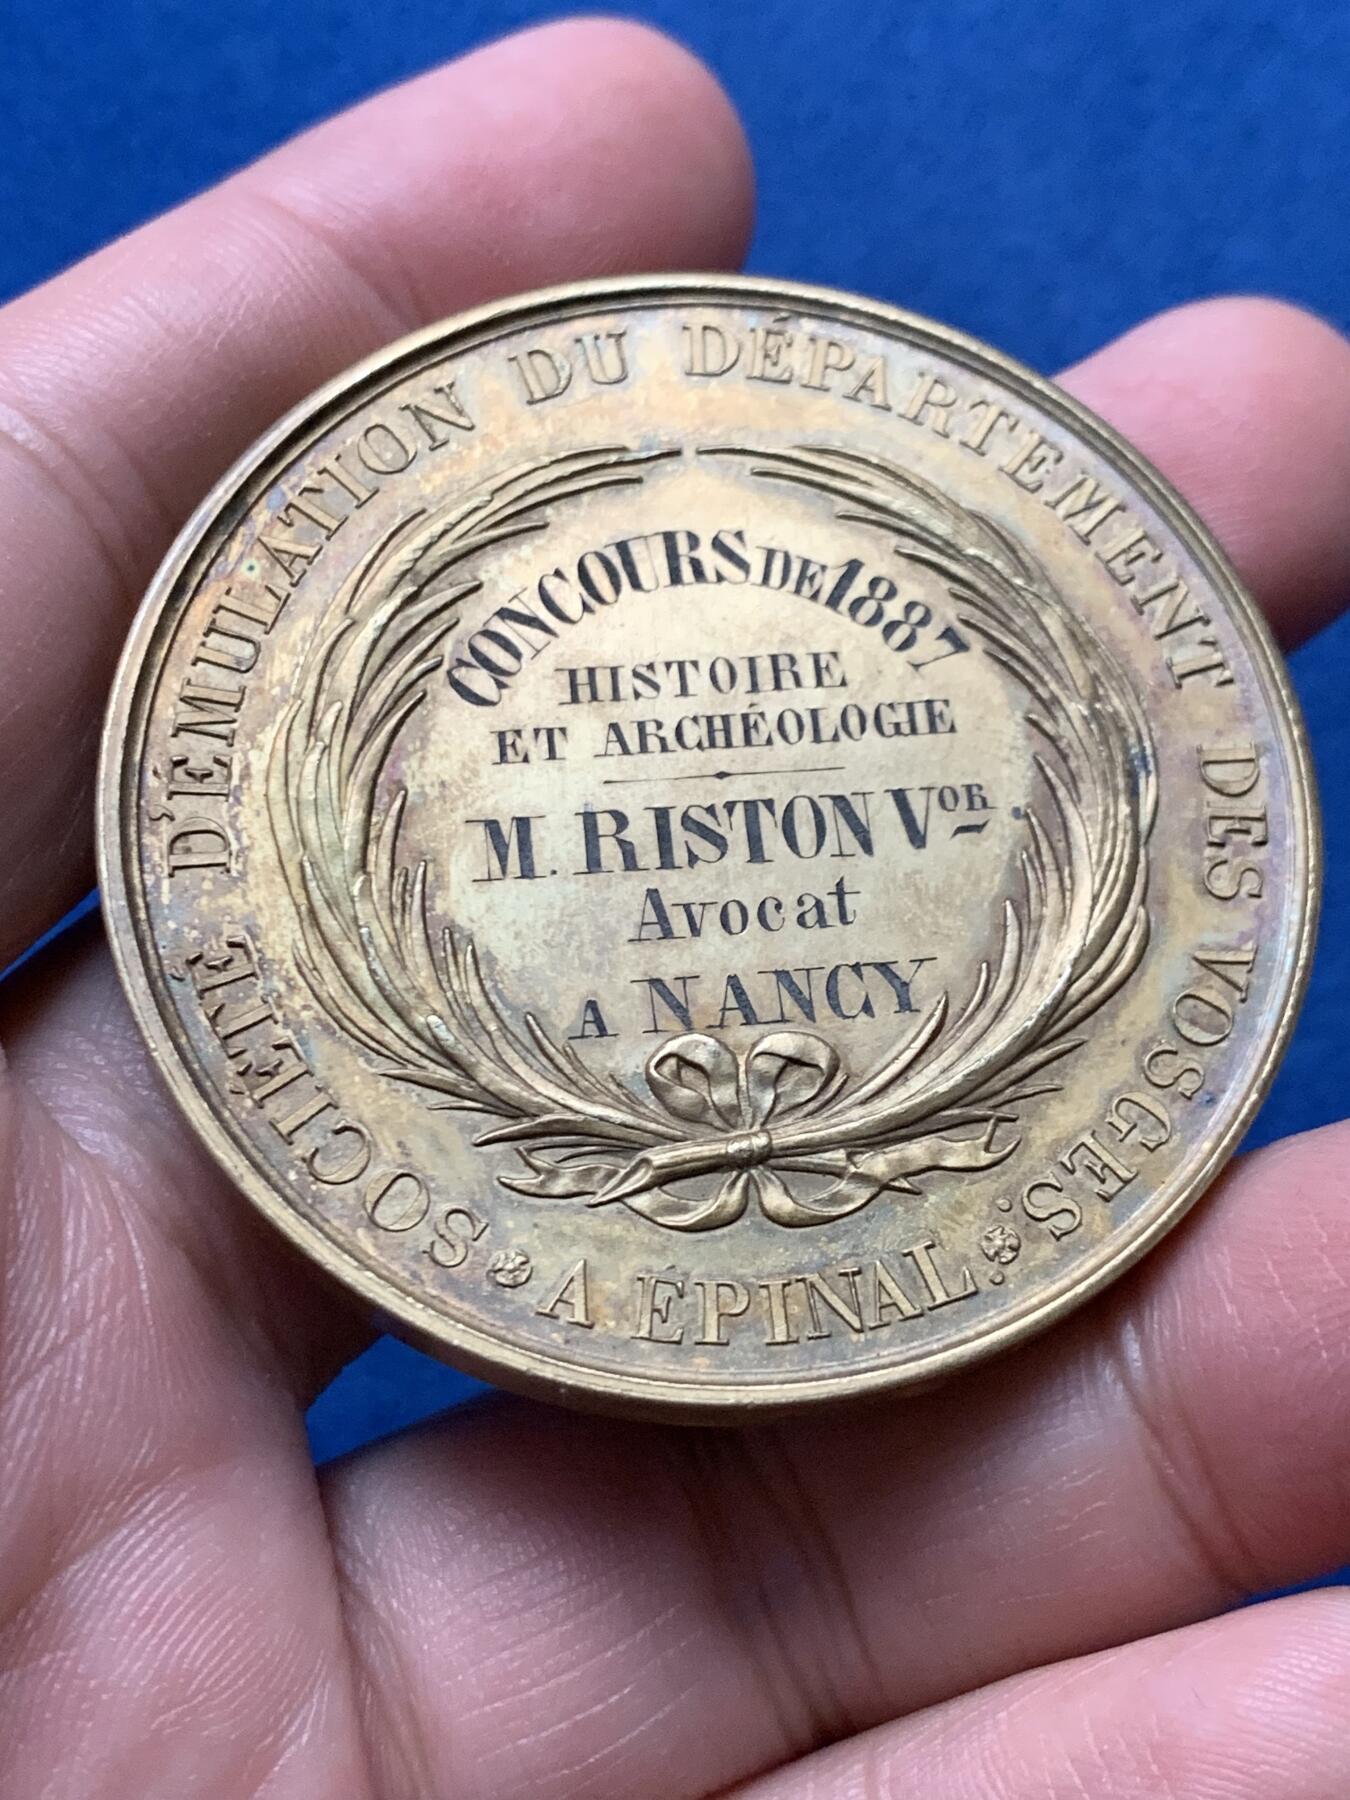 SOCIÉTÉ D'ÉMULATION DU DÉPARTEMENT DES VOSGES
A ÉPINAL.
CONCOURS DE 1887
HISTOIRE
ET ARCHÉOLOGIE
M. RISTON VOR.
Avocat
A NANCY